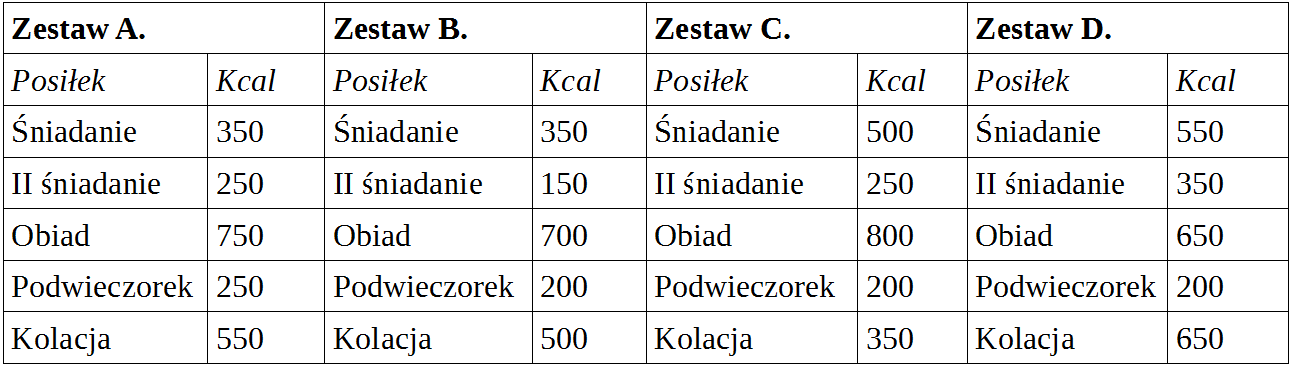 Zestaw A. Zestaw B. Zestaw C. Zestaw D.
Posiłek Kcal Posiłek Kcal Posiłek Kcal Posiłek Kcal
Śniadanie 350 Śniadanie 350 Śniadanie 500 Śniadanie 550
II śniadanie 250 II śniadanie 150 II śniadanie 250 II śniadanie 350
Obiad 750 Obiad 700 Obiad 800 Obiad 650
Podwieczorek 250 Podwieczorek 200 Podwieczorek 200 Podwieczorek 200
Kolacja 550 Kolacja 500 Kolacja 350 Kolacja 650